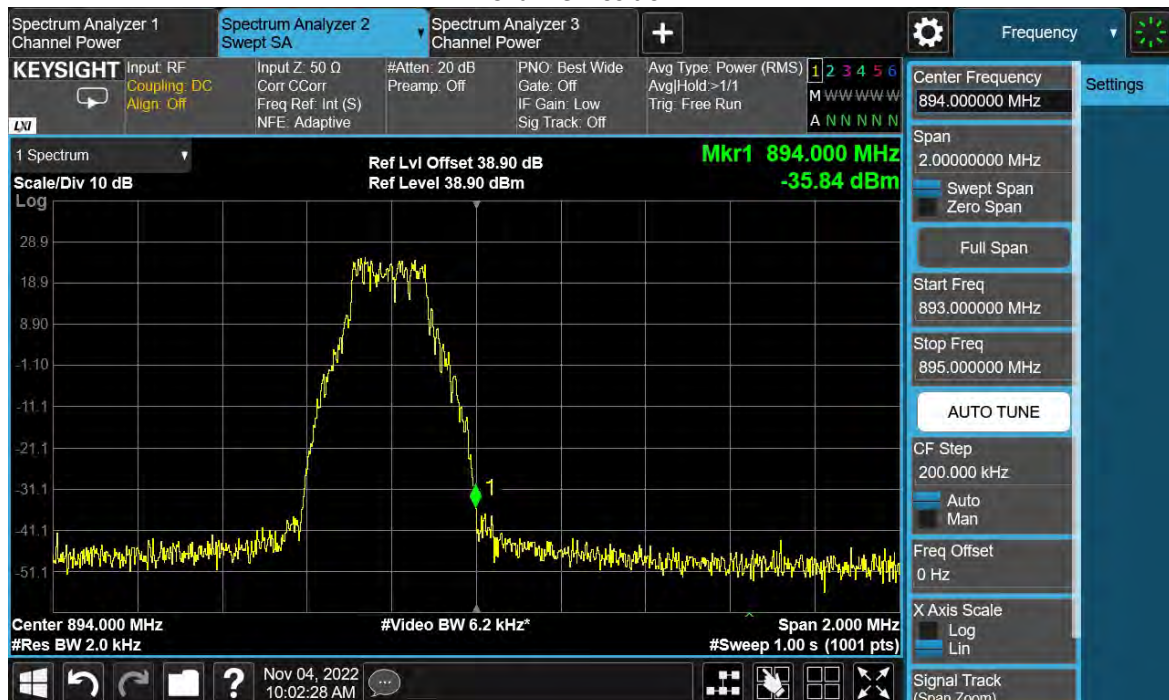 Spectrum Analyzer 1
Channel Power
Spectrum Analyzer 2
Swept SA
Spectrum Analyzer 3
Channel Power
Frequency
KEYSIGHT
LXI
Input: RF
Coupling: DC
Align: Off
Input Z: 50 Ω
Corr CCorr
Freq Ref: Int (S)
NFE: Adaptive
#Atten: 20 dB
Preamp: Off
PNO: Best Wide
Gate: Off
IF Gain: Low
Sig Track: Off
Avg Type: Power (RMS)
Avg|Hold:>1/1
Trig: Free Run
1 2 3 4 5 6
M W W W W W
A N N N N N
1 Spectrum
Scale/Div 10 dB
Log
Ref Lvl Offset 38.90 dB
Ref Level 38.90 dBm
Mkr1 894.000 MHz
-35.84 dBm
28.9
18.9
8.90
-1.10
-11.1
-21.1
-31.1
-41.1
-51.1
1
Center 894.000 MHz
#Res BW 2.0 kHz
#Video BW 6.2 kHz*
Span 2.000 MHz
#Sweep 1.00 s (1001 pts)
Nov 04, 2022
10:02:28 AM
Center Frequency
894.000000 MHz
Settings
Span
2.00000000 MHz
Swept Span
Zero Span
Full Span
Start Freq
893.000000 MHz
Stop Freq
895.000000 MHz
AUTO TUNE
CF Step
200.000 kHz
Auto
Man
Freq Offset
0 Hz
X Axis Scale
Log
Lin
Signal Track
(Span Zoom)